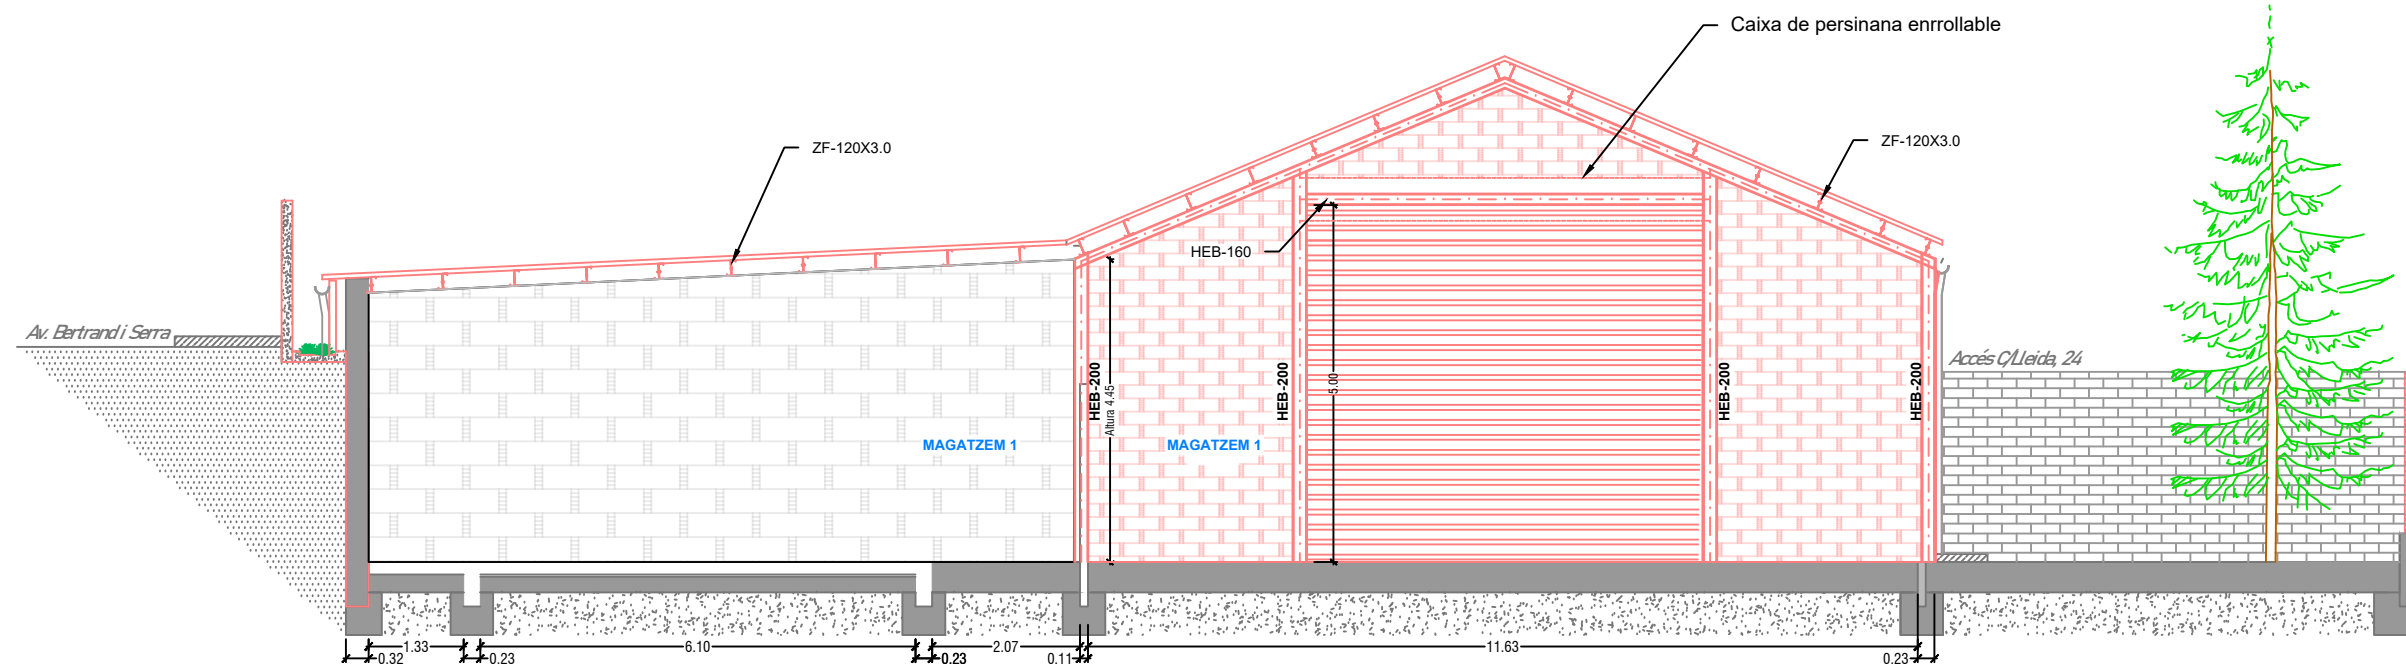 Caixa de persinana enrrollable
ZF-120X3.0
ZF-120X3.0
HEB-160
Av. Bertrand i Serra
Accés C/Lleida, 24
HEB-200
Altura 4.45
HEB-200
5.00
HEB-200
HEB-200
MAGATZEM 1
MAGATZEM 1
1.33
6.10
2.07
11.63
0.32
0.23
0.23
0.11
0.23